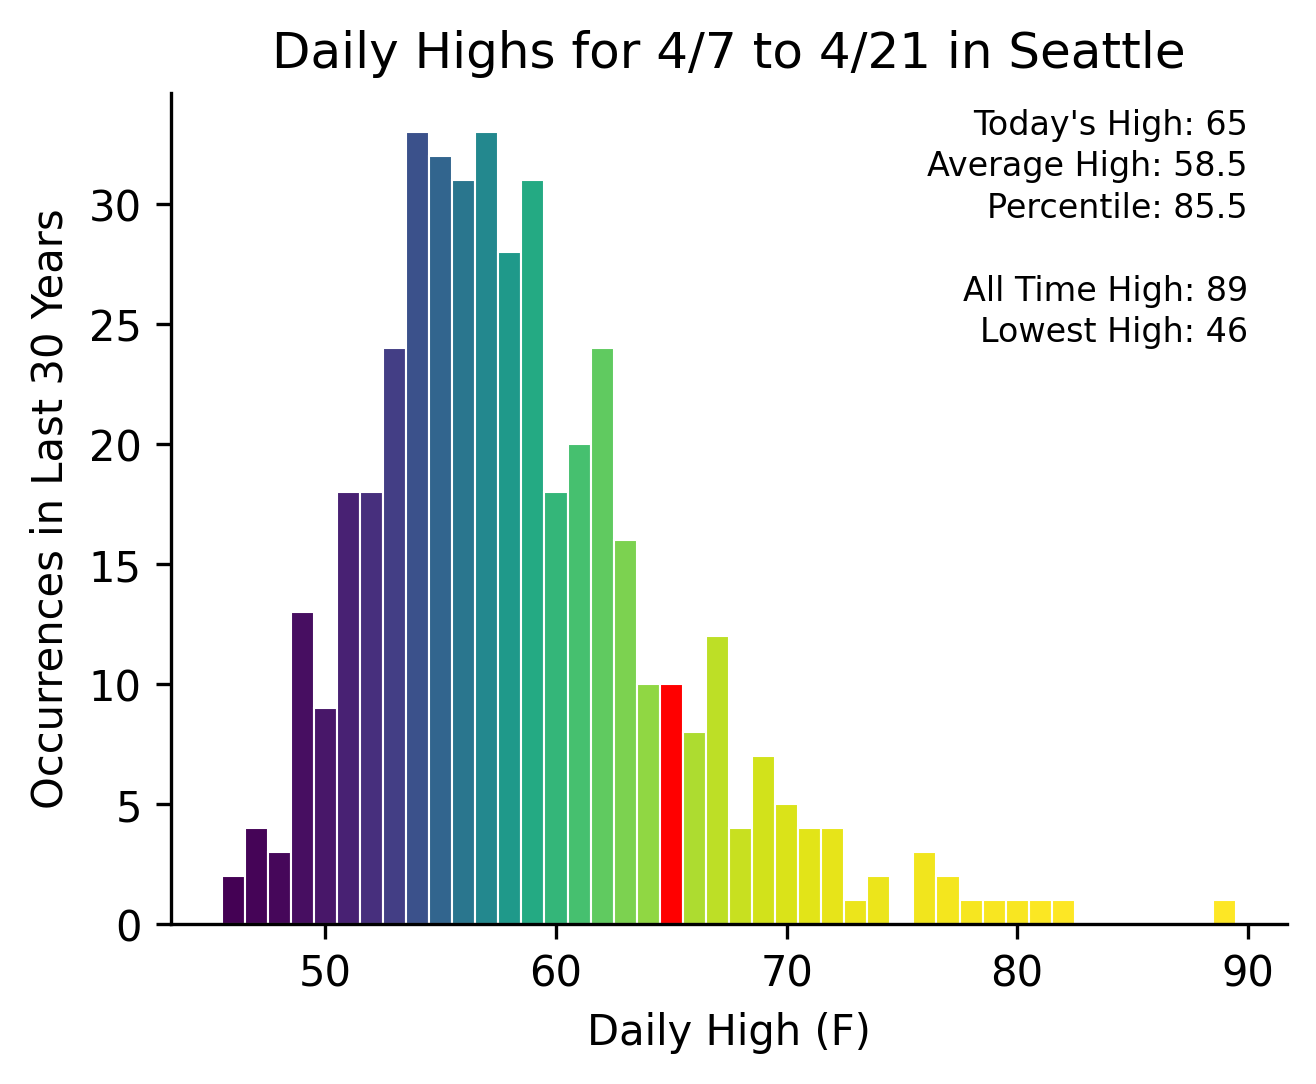 Daily Highs for 4/7 to 4/21 in Seattle
Today's High: 65
Average High: 58.5
Percentile: 85.5
All Time High: 89
Lowest High: 46
Occurrences in Last 30 Years
30
25
20
15
10
5
0
50 60 70 80 90
Daily High (F)